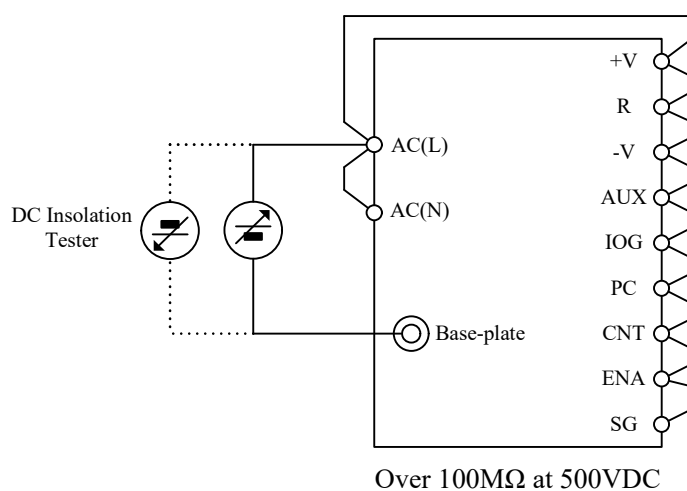 +V
R
AC(L)
-V
AUX
DC Insolation
Tester
AC(N)
IOG
PC
Base-plate
CNT
ENA
SG
Over 100MΩ at 500VDC